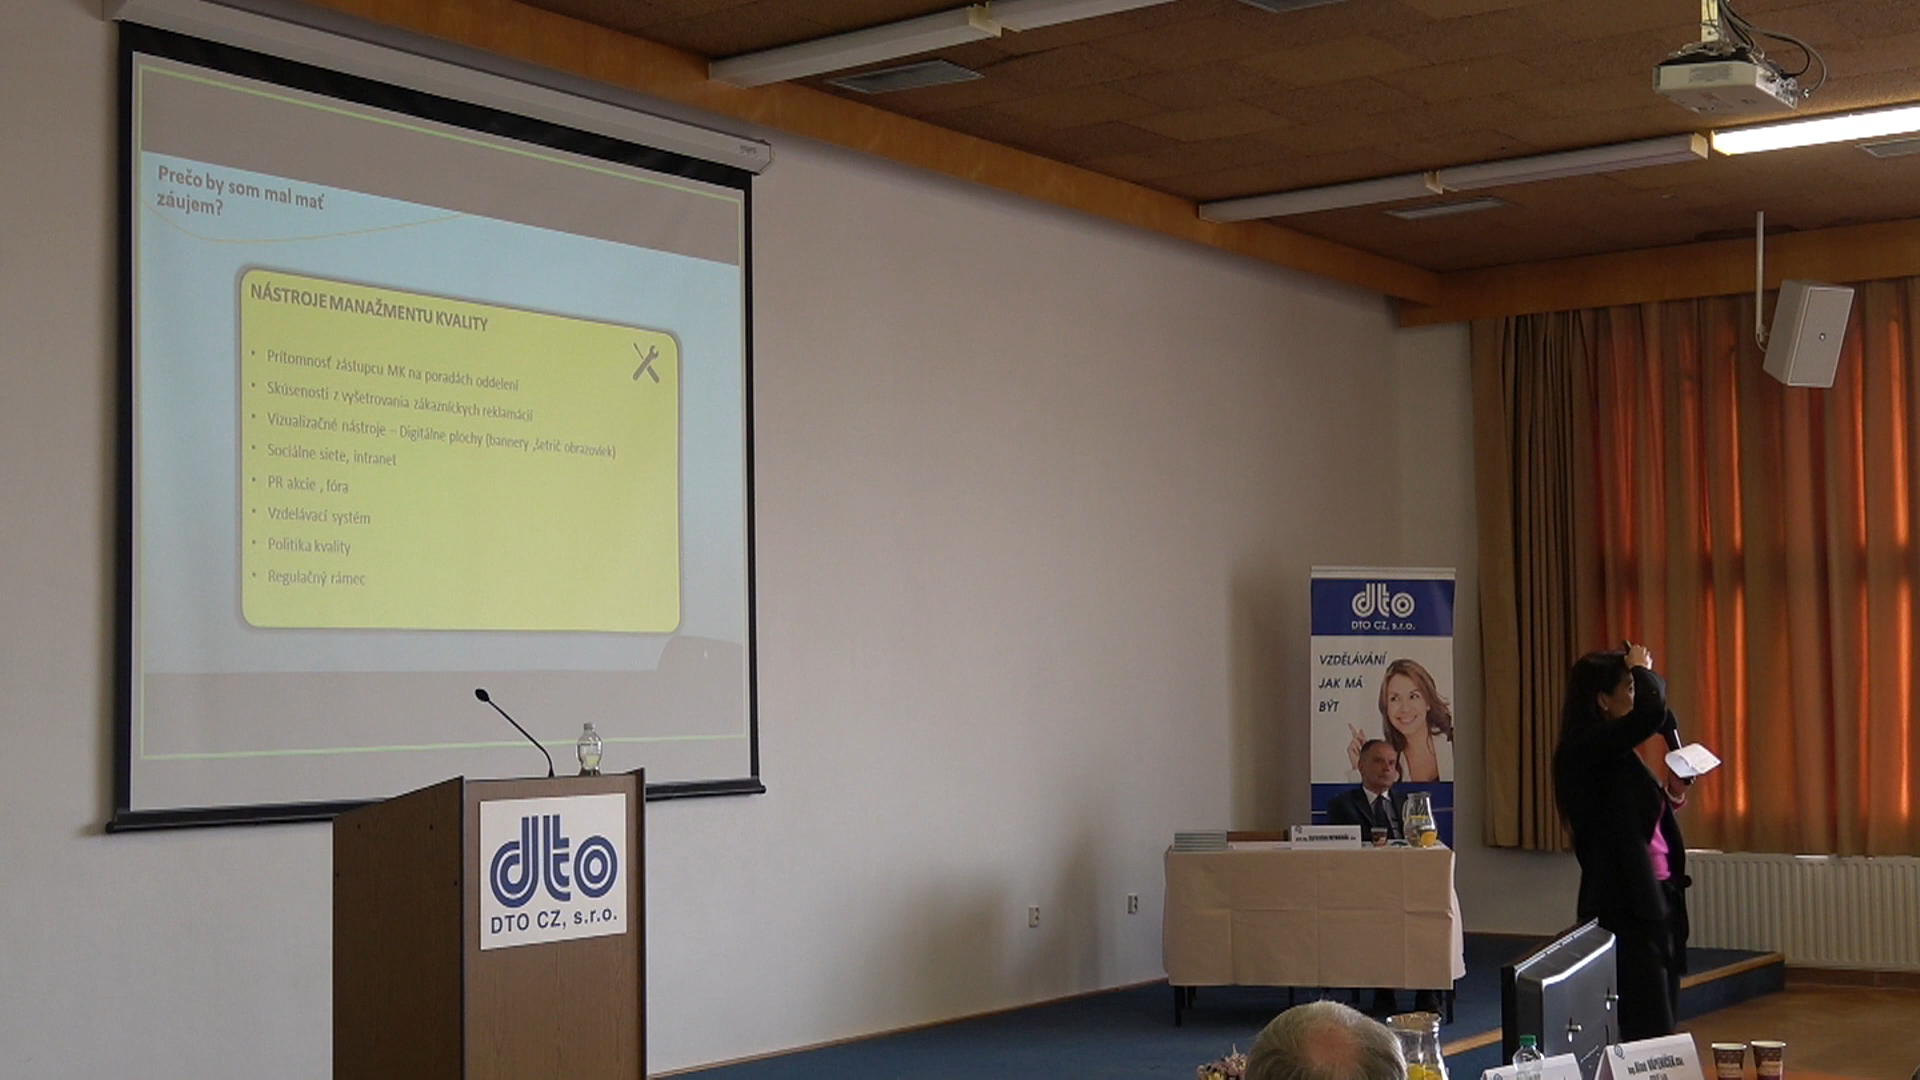 Prečo by som mal mať
záujem?
NÁSTROJE MANAŽMENTU KVALITY
• Prítomnosť zástupcu MK na poradách oddelení
• Skúsenosti z vyšetrovania zákazníckych reklamácií
• Vizualizačné nástroje – Digitálne plochy (bannery ,šetrič obrazoviek)
• Sociálne siete, intranet
• PR akcie , fóra
• Vzdelávací systém
• Politika kvality
• Regulačný rámec
dto
DTO CZ, s.r.o.
dto
DTO CZ, s.r.o.
VZDĚLÁVÁNÍ
JAK MÁ
BÝT